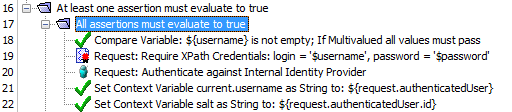 16 At least one assertion must evaluate to true
17 All assertions must evaluate to true
18 Compare Variable: ${username} is not empty; If Multivalued all values must pass
19 Request: Require XPath Credentials: login = '$username', password = '$password'
20 Request: Authenticate against Internal Identity Provider
21 Set Context Variable current.username as String to: ${request.authenticatedUser}
22 Set Context Variable salt as String to: ${request.authenticatedUser.id}